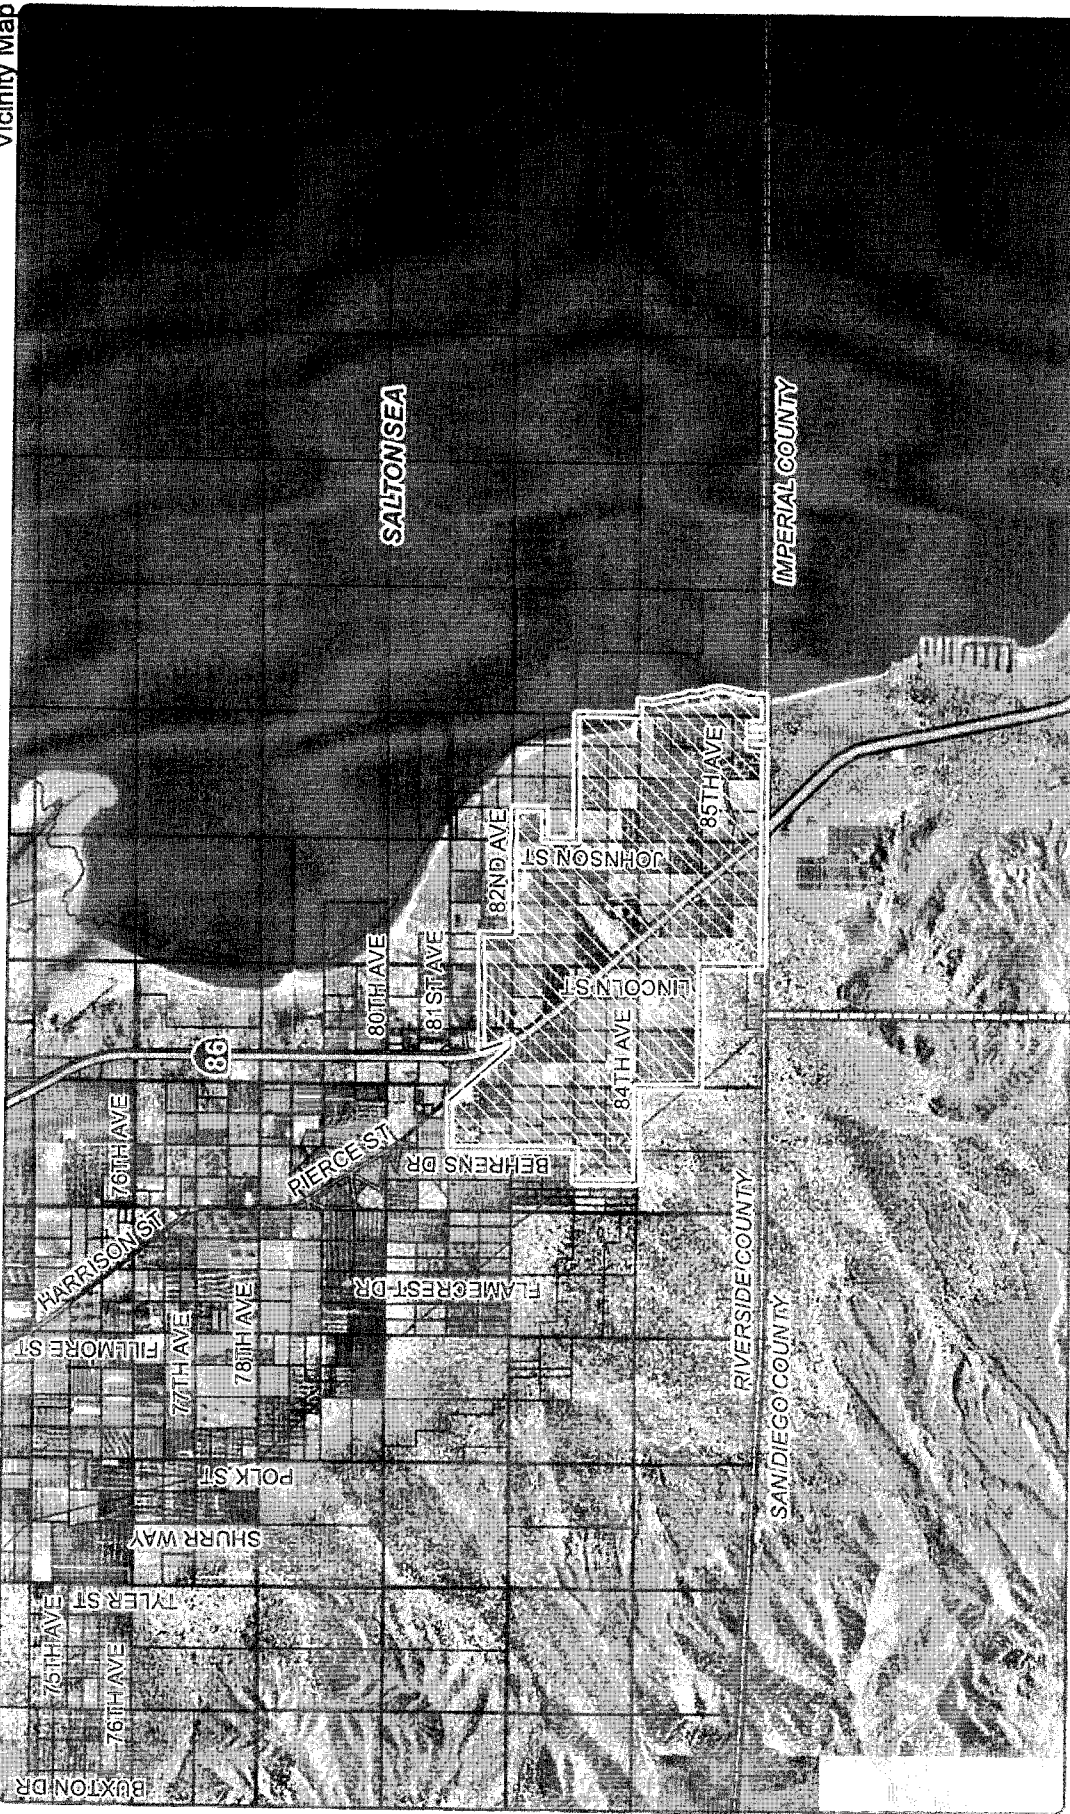 Vicinity Map
SALTON SEA
IMPERIAL COUNTY
82ND AVE
JOHNSON ST
85TH AVE
80TH AVE
81ST AVE
LINCOLN ST
84TH AVE
86
76TH AVE
PIERCE ST
BEHRENS DR
HARRISON ST
FLAMECREST DR
FILLMORE ST
77TH AVE
78TH AVE
RIVERSIDE COUNTY
SAN DIEGO COUNTY
POLK ST
SHURR WAY
TYLER ST
75TH AVE
76TH AVE
BUXTON DR